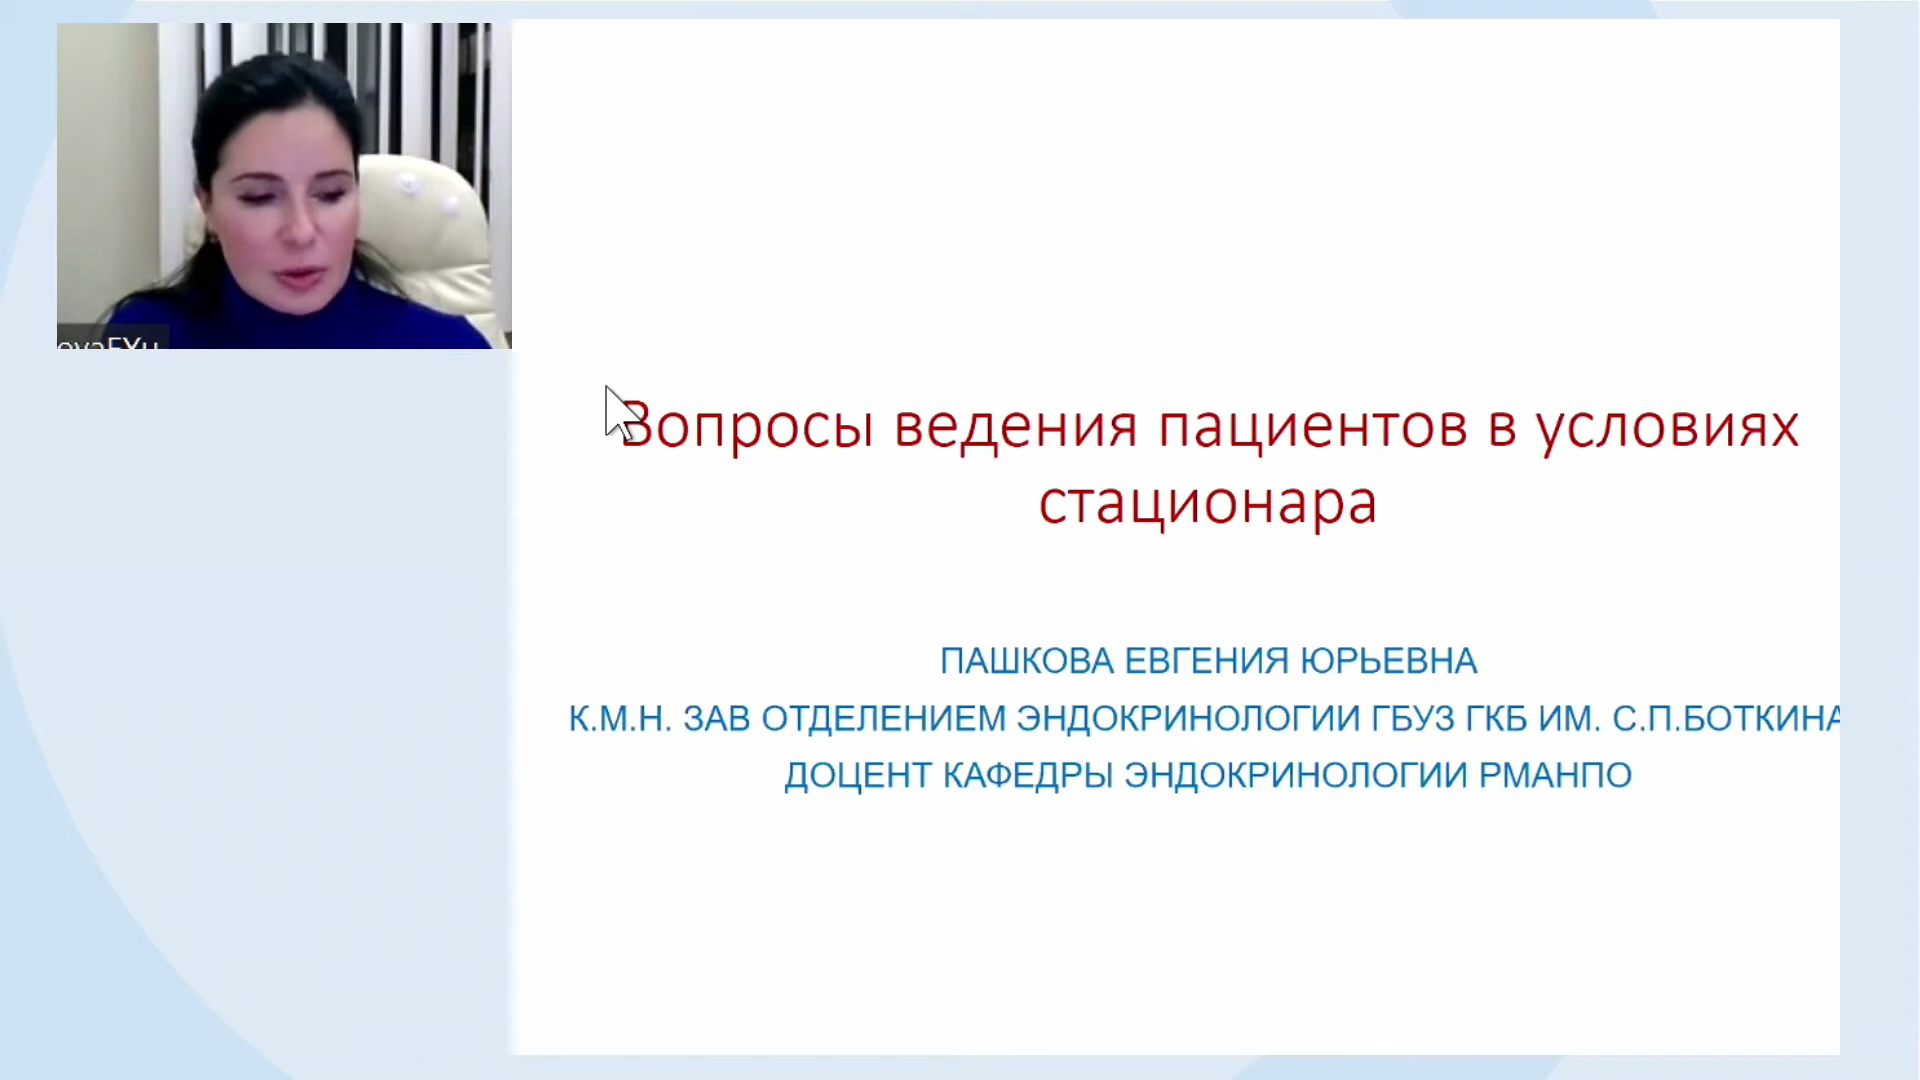 Вопросы ведения пациентов в условиях
стационара
ПАШКОВА ЕВГЕНИЯ ЮРЬЕВНА
К.М.Н. ЗАВ ОТДЕЛЕНИЕМ ЭНДОКРИНОЛОГИИ ГБУЗ ГКБ ИМ. С.П.БОТКИНА
ДОЦЕНТ КАФЕДРЫ ЭНДОКРИНОЛОГИИ РМАНПО